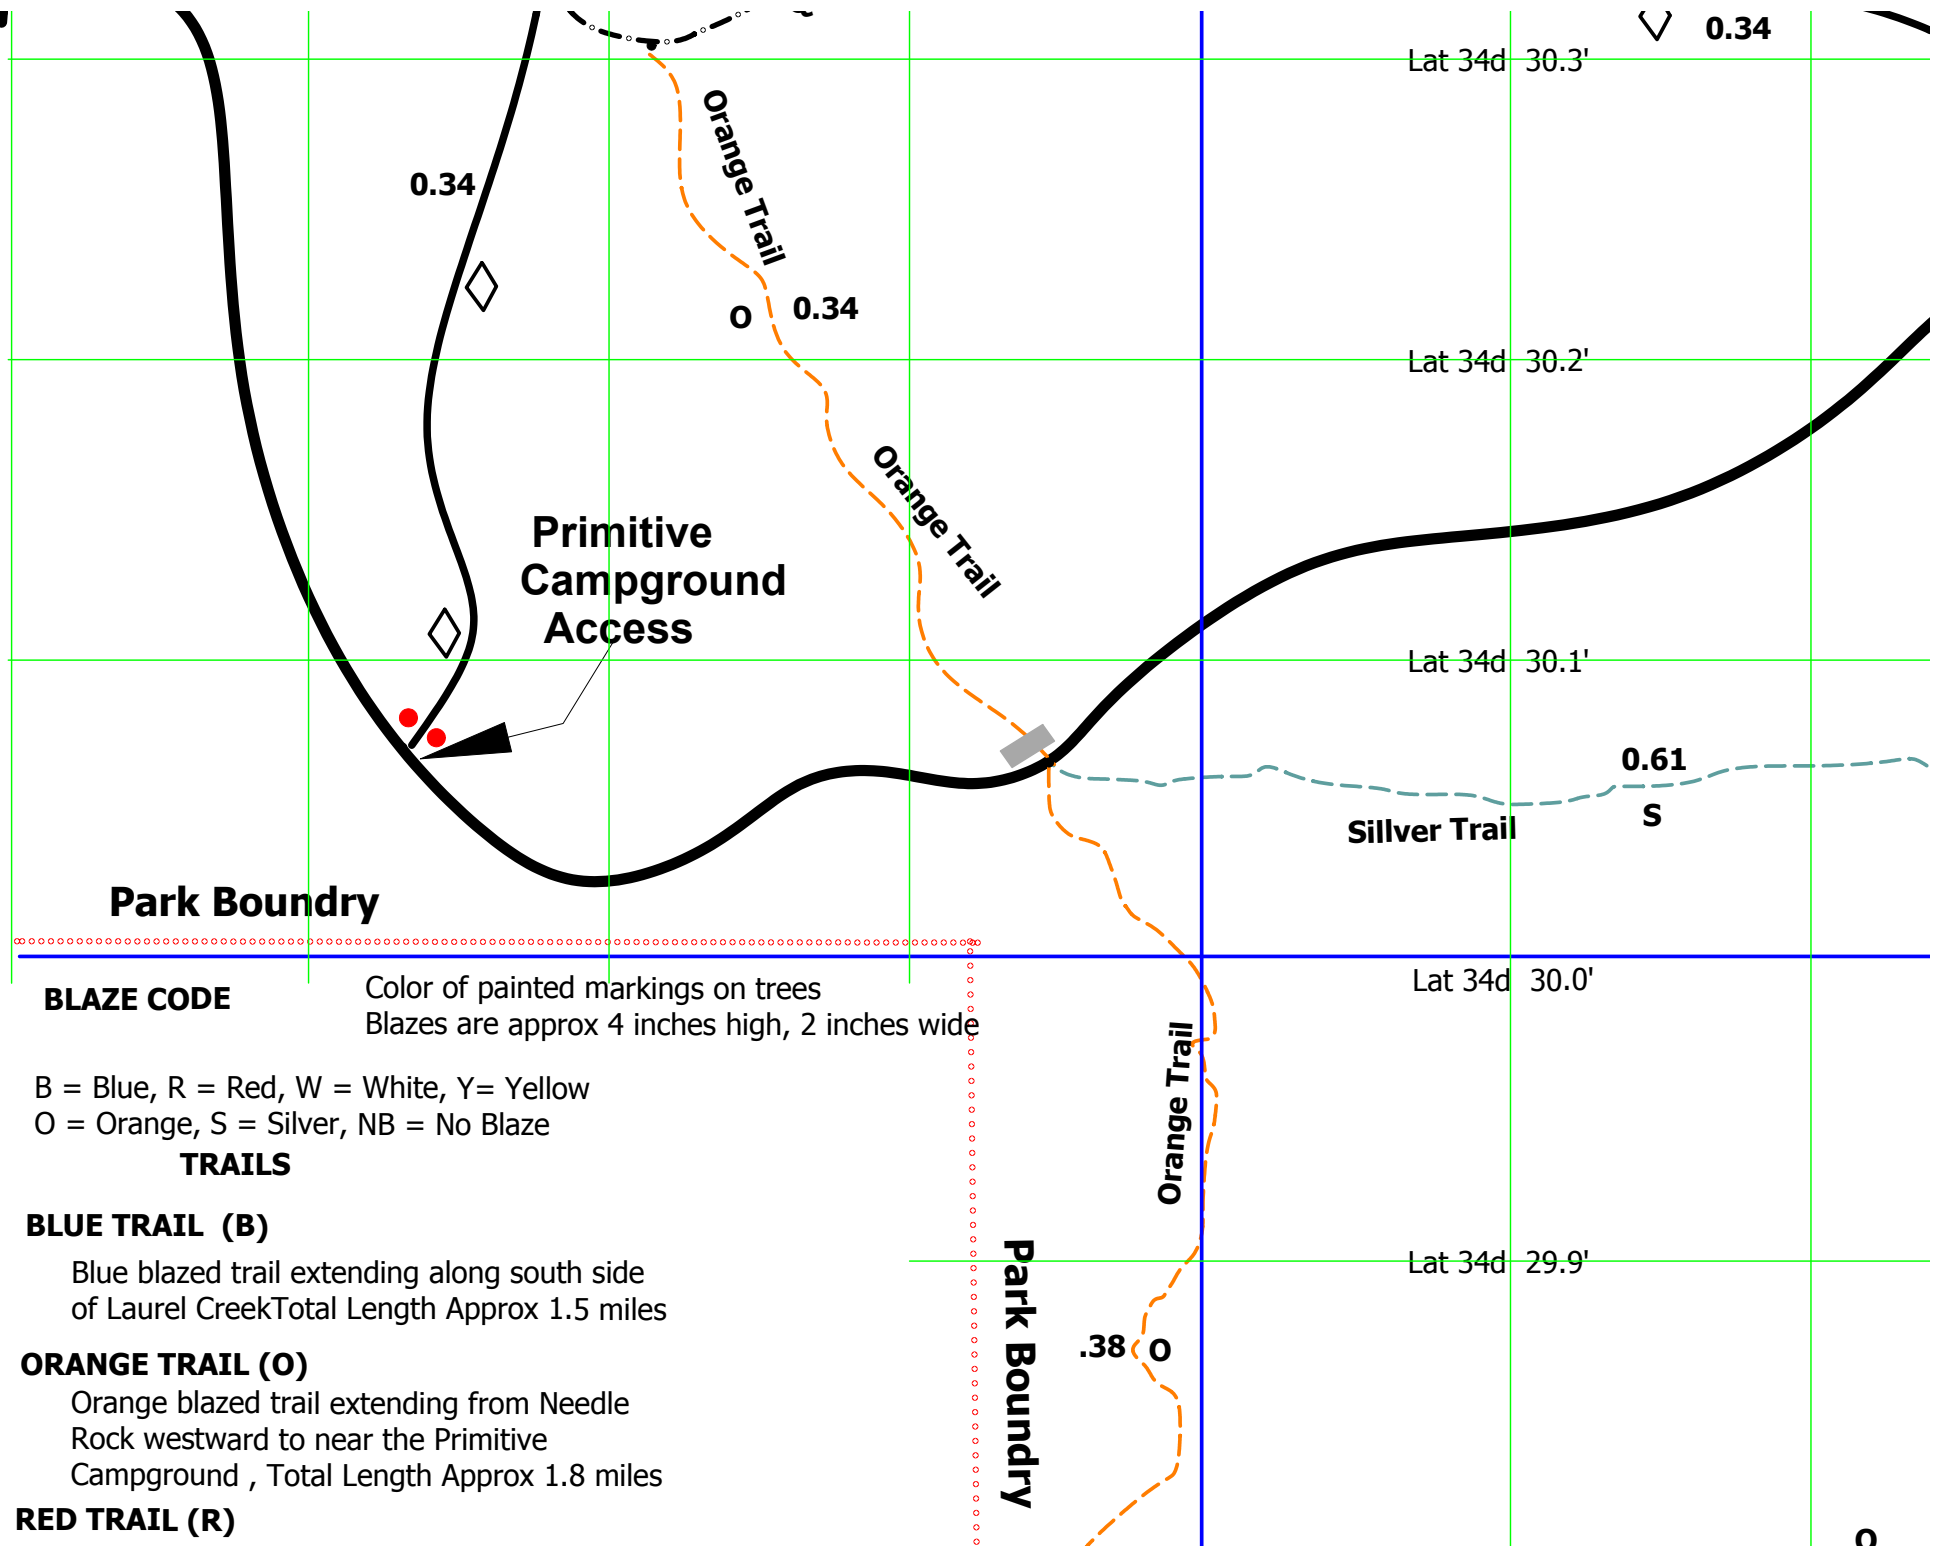 0.34
Lat 34d 30.3'
Orange Trail
0.34
O 0.34
Lat 34d 30.2'
Orange Trail
Primitive
Campground
Access
Lat 34d 30.1'
0.61
S
Sillver Trail
Park Boundry
Lat 34d 30.0'
BLAZE CODE
Color of painted markings on trees
Blazes are approx 4 inches high, 2 inches wide
Orange Trail
B = Blue, R = Red, W = White, Y= Yellow
O = Orange, S = Silver, NB = No Blaze
TRAILS
BLUE TRAIL (B)
Blue blazed trail extending along south side
of Laurel CreekTotal Length Approx 1.5 miles
Park Boundry
Lat 34d 29.9'
.38 O
ORANGE TRAIL (O)
Orange blazed trail extending from Needle
Rock westward to near the Primitive
Campground , Total Length Approx 1.8 miles
RED TRAIL (R)
O